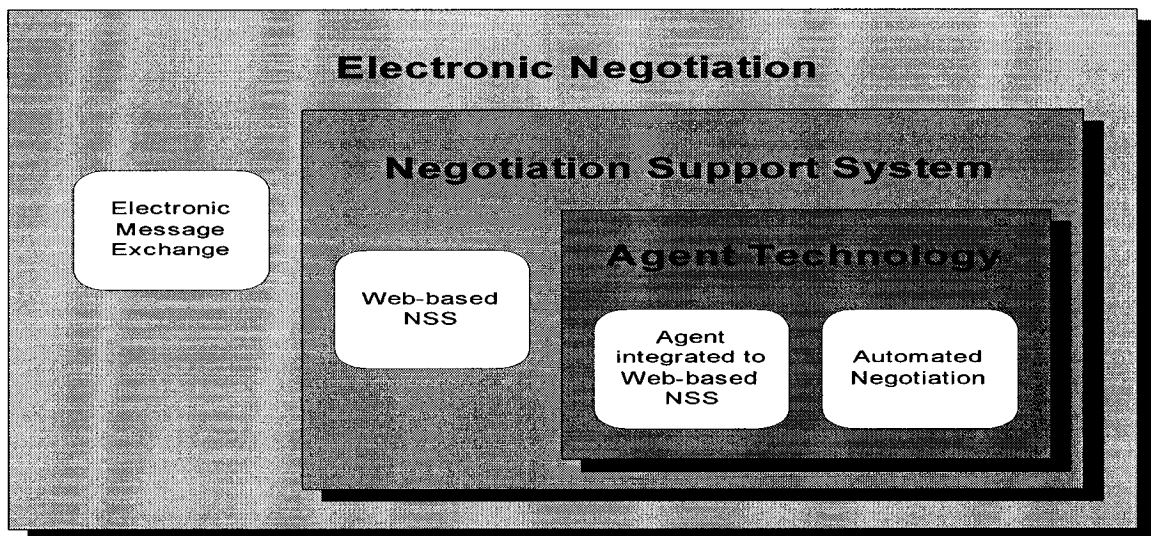 Electronic Negotiation
Negotiation Support System
Electronic
Message
Exchange
Agent Technology
Web-based
NSS
Agent
integrated to
Web-based
NSS
Automated
Negotiation